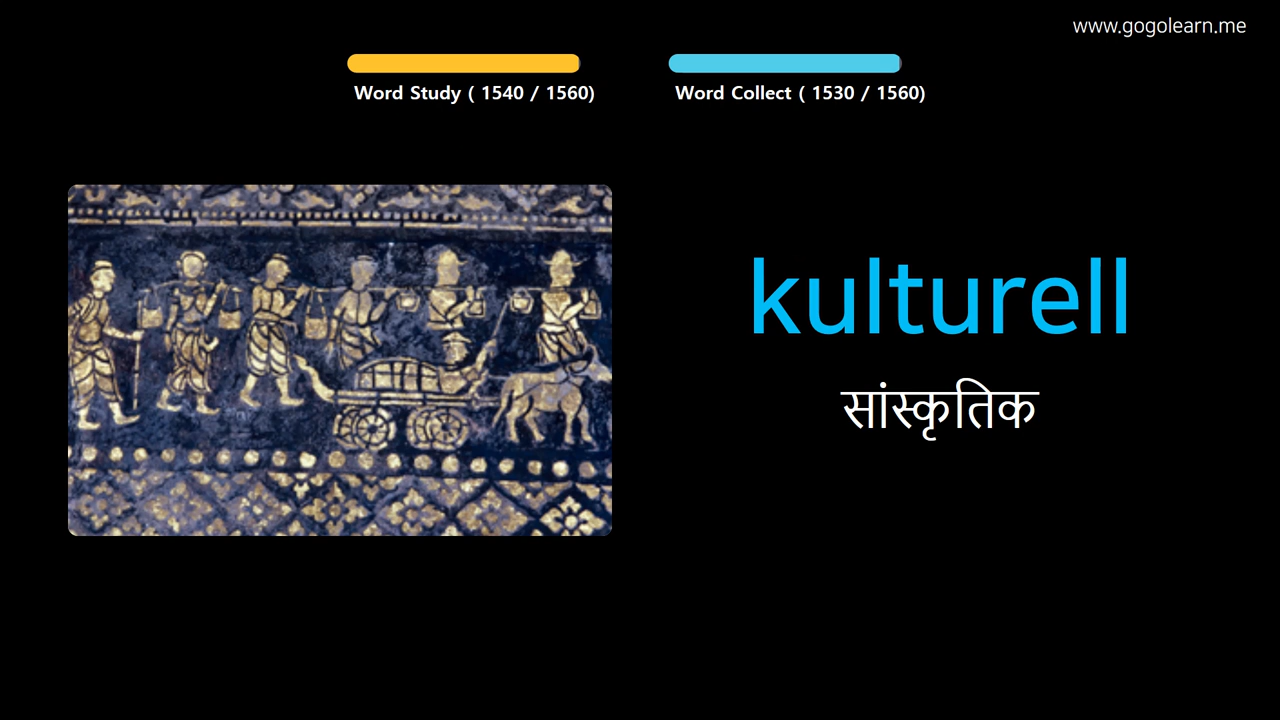 www.gogolearn.me
Word Study ( 1540 / 1560)
Word Collect ( 1530 / 1560)
kulturell
सांस्कृतिक